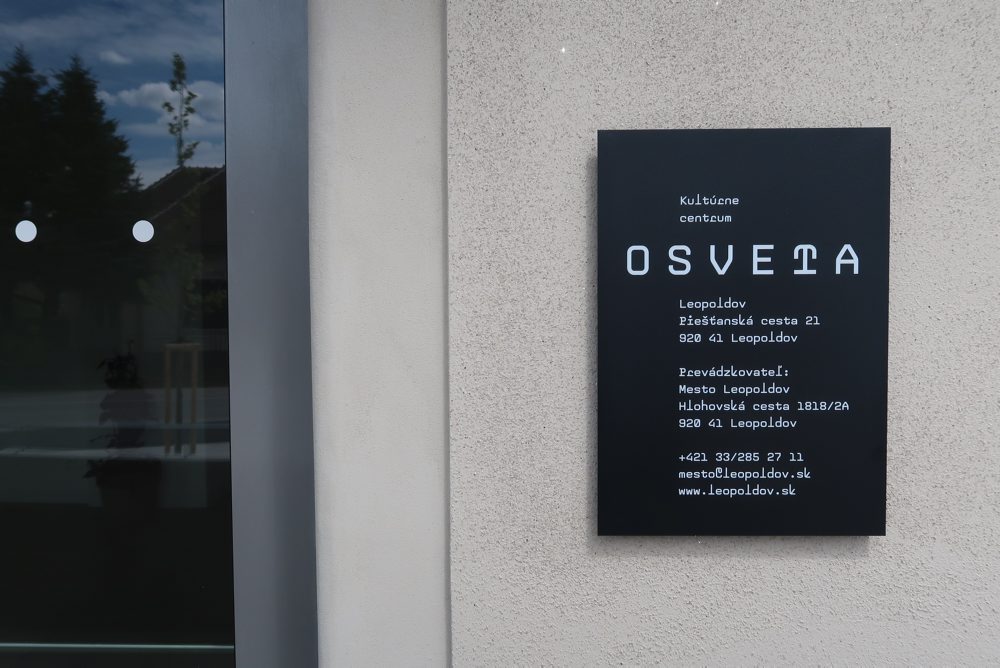 Kultúrne
centrum
OSVETA
Leopoldov
Piešťanská cesta 21
920 41 Leopoldov
Prevádzkovateľ:
Mesto Leopoldov
Hlohovská cesta 1818/2A
920 41 Leopoldov
+421 33/285 27 11
mesto@leopoldov.sk
www.leopoldov.sk